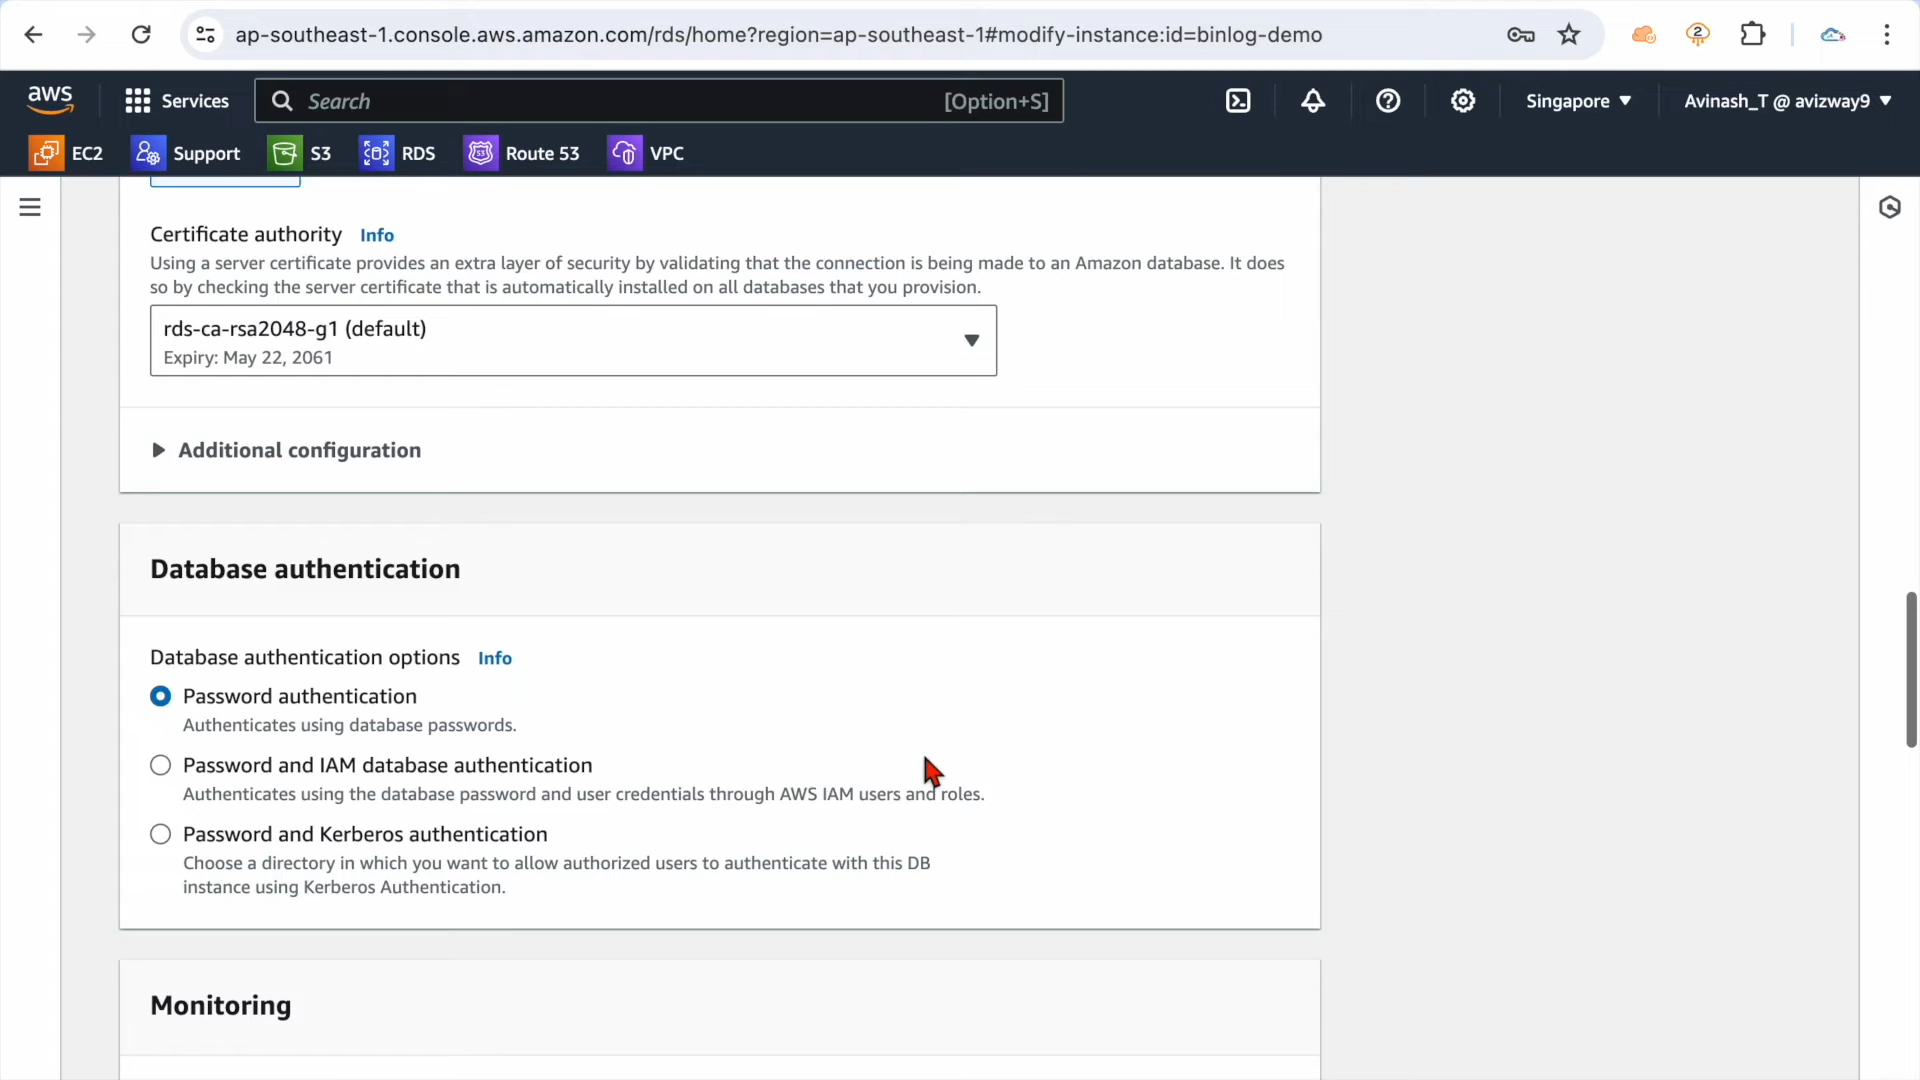 ap-southeast-1.console.aws.amazon.com/rds/home?region=ap-southeast-1#modify-instance:id=binlog-demo
2
aws
Services
Search
[Option+S]
Singapore
Avinash_T @ avizway9
EC2
Support
S3
RDS
53
Route 53
VPC
Certificate authority Info
Using a server certificate provides an extra layer of security by validating that the connection is being made to an Amazon database. It does
so by checking the server certificate that is automatically installed on all databases that you provision.
rds-ca-rsa2048-g1 (default)
Expiry: May 22, 2061
Additional configuration
Database authentication
Database authentication options Info
Password authentication
Authenticates using database passwords.
Password and IAM database authentication
Authenticates using the database password and user credentials through AWS IAM users and roles.
Password and Kerberos authentication
Choose a directory in which you want to allow authorized users to authenticate with this DB
instance using Kerberos Authentication.
Monitoring